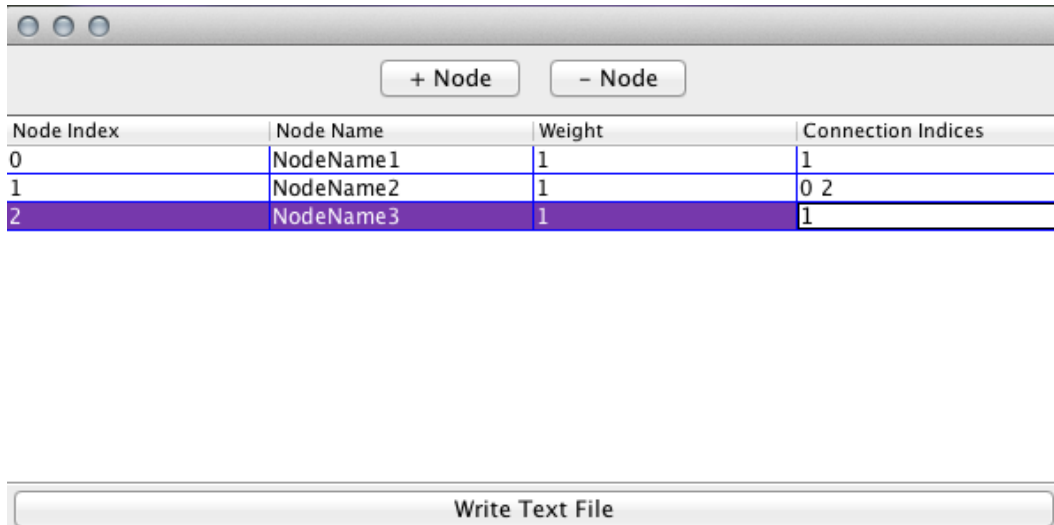 + Node - Node
Node Index Node Name Weight Connection Indices
0 NodeName1 1 1
1 NodeName2 1 0 2
2 NodeName3 1 1
Write Text File